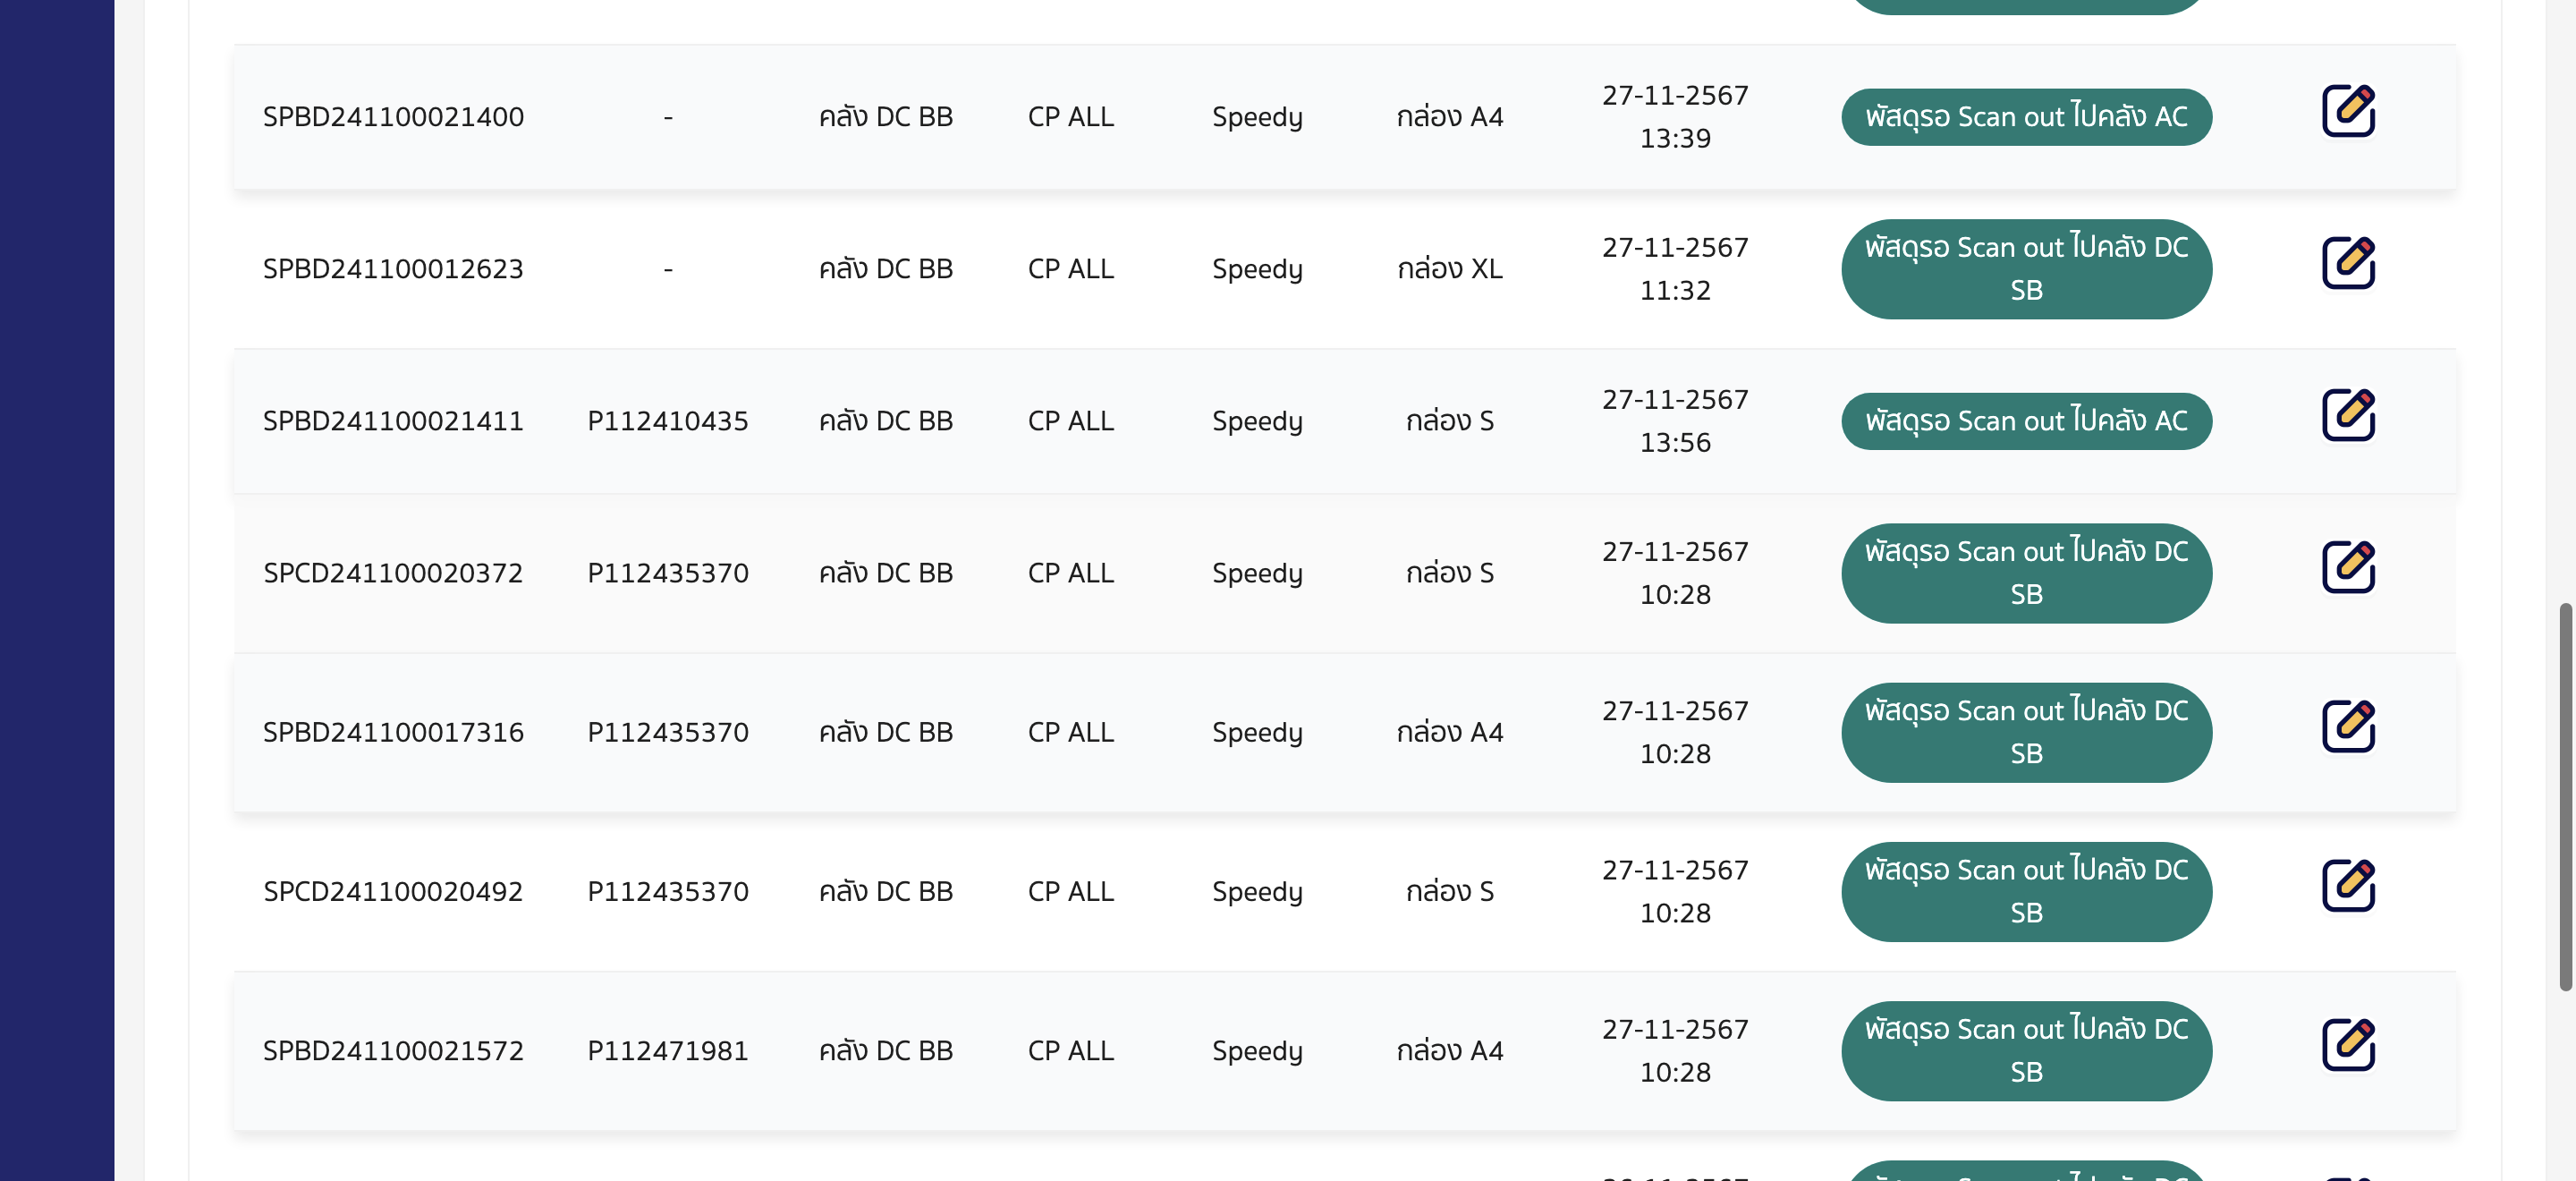 SPBD241100021400 - คลัง DC BB CP ALL Speedy กล่อง A4 27-11-2567 13:39 พัสดุรอ Scan out ไปคลัง AC
SPBD241100012623 - คลัง DC BB CP ALL Speedy กล่อง XL 27-11-2567 11:32 พัสดุรอ Scan out ไปคลัง DC SB
SPBD241100021411 P112410435 คลัง DC BB CP ALL Speedy กล่อง S 27-11-2567 13:56 พัสดุรอ Scan out ไปคลัง AC
SPCD241100020372 P112435370 คลัง DC BB CP ALL Speedy กล่อง S 27-11-2567 10:28 พัสดุรอ Scan out ไปคลัง DC SB
SPBD241100017316 P112435370 คลัง DC BB CP ALL Speedy กล่อง A4 27-11-2567 10:28 พัสดุรอ Scan out ไปคลัง DC SB
SPCD241100020492 P112435370 คลัง DC BB CP ALL Speedy กล่อง S 27-11-2567 10:28 พัสดุรอ Scan out ไปคลัง DC SB
SPBD241100021572 P112471981 คลัง DC BB CP ALL Speedy กล่อง A4 27-11-2567 10:28 พัสดุรอ Scan out ไปคลัง DC SB